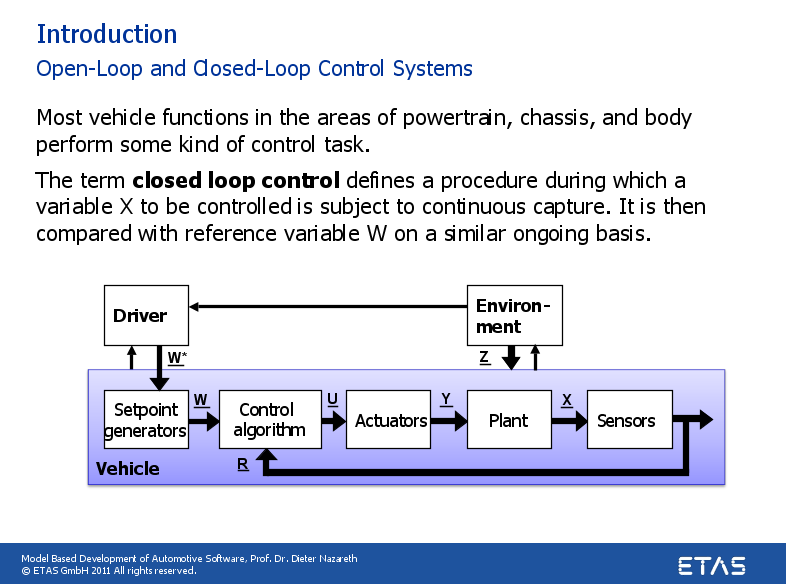 Introduction
Open-Loop and Closed-Loop Control Systems
Most vehicle functions in the areas of powertrain, chassis, and body
perform some kind of control task.
The term closed loop control defines a procedure during which a
variable X to be controlled is subject to continuous capture. It is then
compared with reference variable W on a similar ongoing basis.
Driver
Environ-
ment
W*
Z
Setpoint
generators
W
Control
algorithm
U
Actuators
Y
Plant
X
Sensors
R
Vehicle
Model Based Development of Automotive Software, Prof. Dr. Dieter Nazareth
© ETAS GmbH 2011 All rights reserved.
ETAS